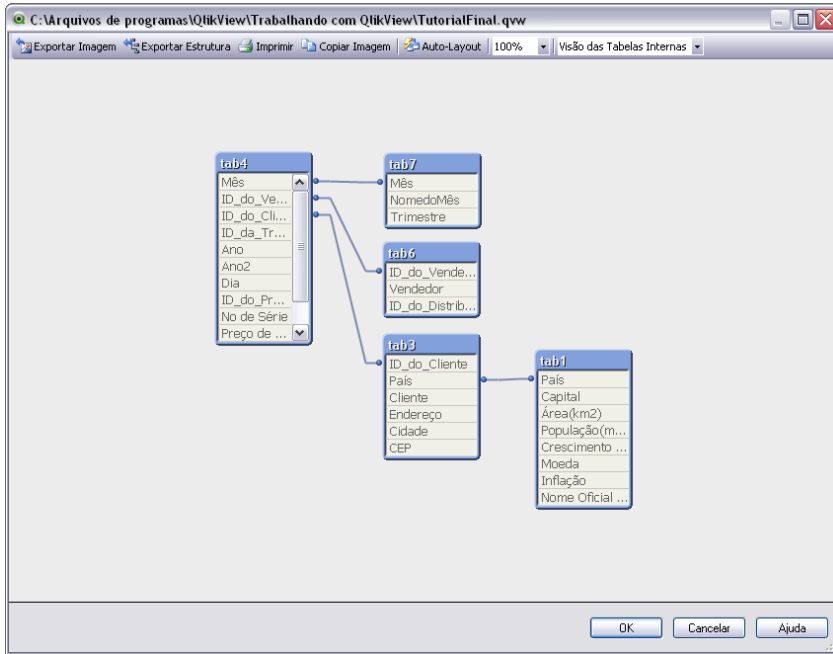 C:\Arquivos de programas\QlikView\Trabalhando com QlikView\TutorialFinal.qvw
Exportar Imagem Exportar Estrutura Imprimir Copiar Imagem Auto-Layout 100% Visão das Tabelas Internas
tab4
Mês
ID_do_Ve...
ID_do_Cli...
ID_da_Tr...
Ano
Ano2
Dia
ID_do_Pr...
No de Série
Preço de ...
tab7
Mês
NomedoMês
Trimestre
tab6
ID_do_Vende...
Vendedor
ID_do_Distrib...
tab3
ID_do_Cliente
País
Cliente
Endereço
Cidade
CEP
tab1
País
Capital
Área(km2)
População(m...
Crescimento ...
Moeda
Inflação
Nome Oficial ...
OK Cancelar Ajuda